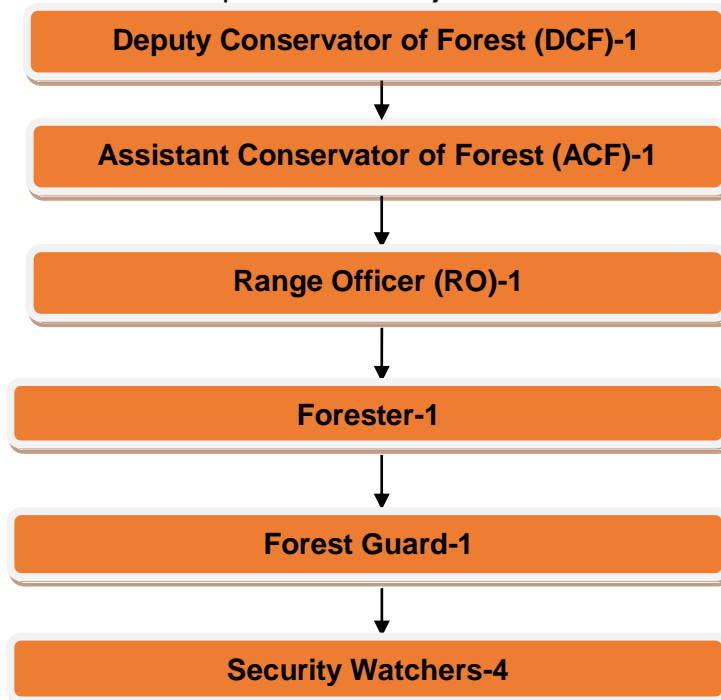 Deputy Conservator of Forest (DCF)-1
Assistant Conservator of Forest (ACF)-1
Range Officer (RO)-1
Forester-1
Forest Guard-1
Security Watchers-4